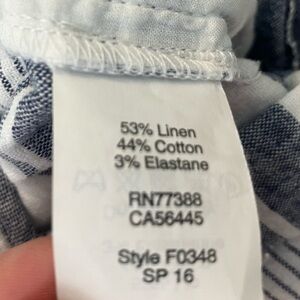 53% Linen
44% Cotton
3% Elastane
RN77388
CA56445
Style F0348
SP 16